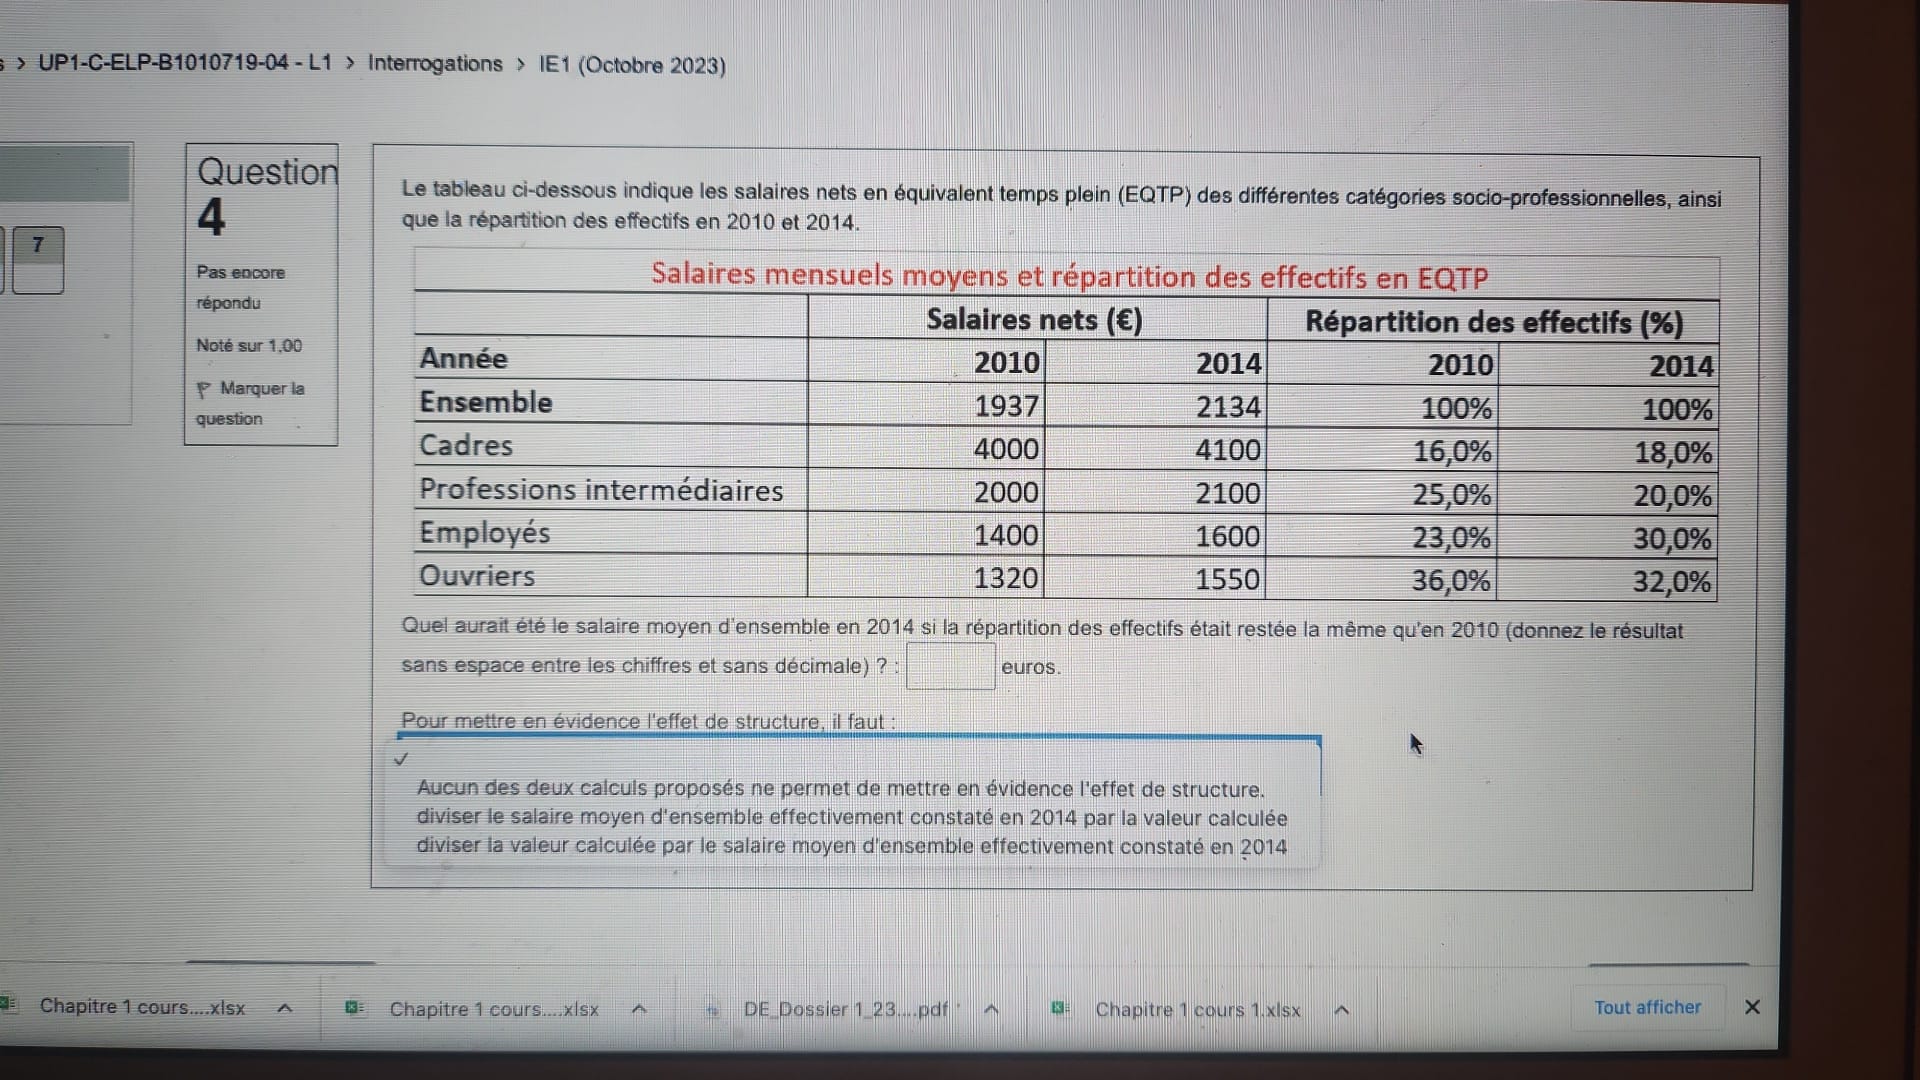 > UP1-C-ELP-B1010719-04 - L1 > Interrogations > IE1 (Octobre 2023)
7
Question
4
Pas encore
répondu
Noté sur 1,00
Marquer la
question
Le tableau ci-dessous indique les salaires nets en équivalent temps plein (EQTP) des différentes catégories socio-professionnelles, ainsi
que la répartition des effectifs en 2010 et 2014.
Salaires mensuels moyens et répartition des effectifs en EQTP
Salaires nets (€) Répartition des effectifs (%)
Année 2010 2014 2010 2014
Ensemble 1937 2134 100% 100%
Cadres 4000 4100 16,0% 18,0%
Professions intermédiaires 2000 2100 25,0% 20,0%
Employés 1400 1600 23,0% 30,0%
Ouvriers 1320 1550 36,0% 32,0%
Quel aurait été le salaire moyen d'ensemble en 2014 si la répartition des effectifs était restée la même qu'en 2010 (donnez le résultat
sans espace entre les chiffres et sans décimale) ? : euros.
Pour mettre en évidence l'effet de structure, il faut :
Aucun des deux calculs proposés ne permet de mettre en évidence l'effet de structure.
diviser le salaire moyen d'ensemble effectivement constaté en 2014 par la valeur calculée
diviser la valeur calculée par le salaire moyen d'ensemble effectivement constaté en 2014
Chapitre 1 cours....xlsx Chapitre 1 cours....xlsx DE_Dossier 1_23....pdf Chapitre 1 cours 1.xlsx Tout afficher